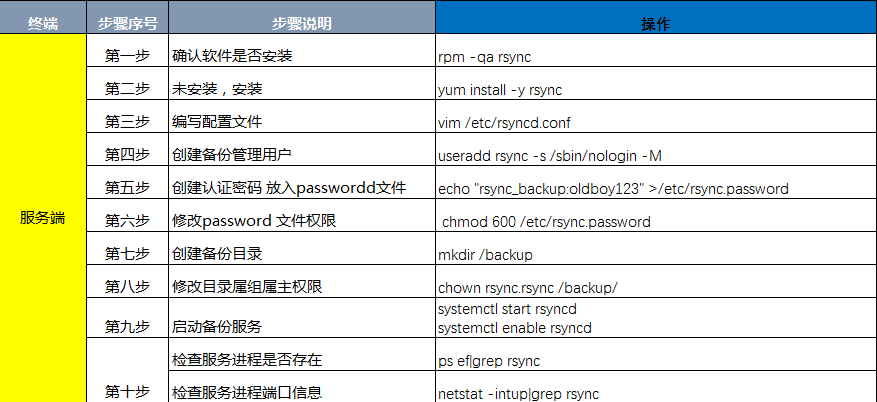 终端 步骤序号 步骤说明 操作
第一步 确认软件是否安装 rpm -qa rsync
第二步 未安装，安装 yum install -y rsync
第三步 编写配置文件 vim /etc/rsyncd.conf
第四步 创建备份管理用户 useradd rsync -s /sbin/nologin -M
第五步 创建认证密码 放入passwordd文件 echo "rsync_backup:oldboy123" >/etc/rsync.password
服务端
第六步 修改password 文件权限 chmod 600 /etc/rsync.password
第七步 创建备份目录 mkdir /backup
第八步 修改目录属组属主权限 chown rsync.rsync /backup/
第九步 启动备份服务 systemctl start rsyncd
systemctl enable rsyncd
第十步 检查服务进程是否存在 ps ef|grep rsync
检查服务进程端口信息 netstat -intup|grep rsync